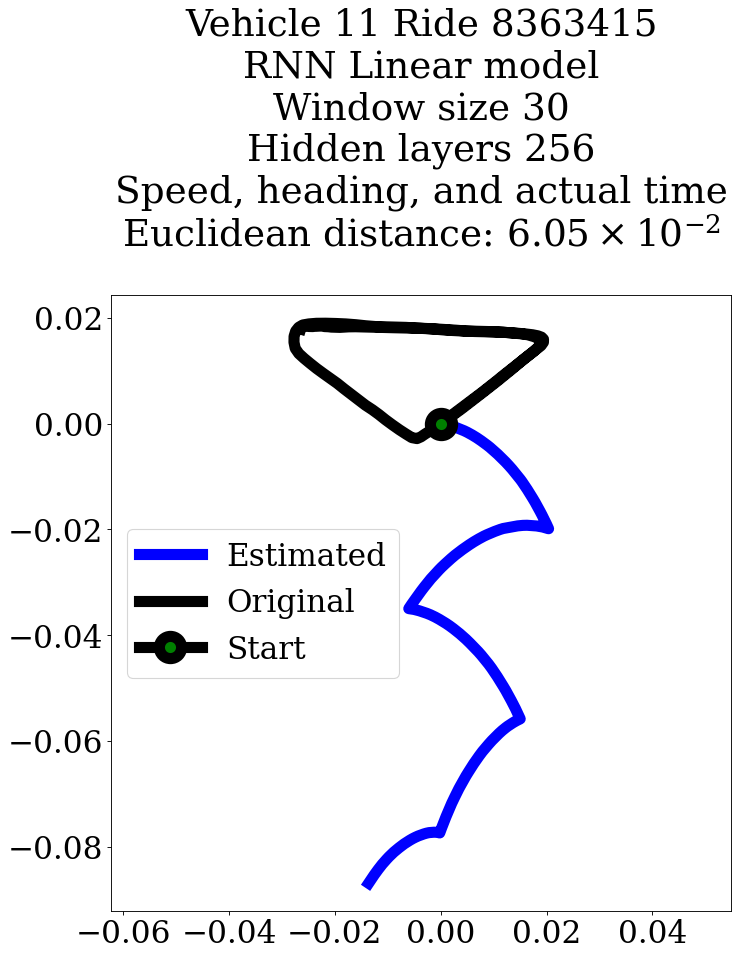 Vehicle 11 Ride 8363415
RNN Linear model
Window size 30
Hidden layers 256
Speed, heading, and actual time
Euclidean distance: 6.05 × 10⁻²
0.02
0.00
−0.02
−0.04
−0.06
−0.08
Estimated
Original
Start
−0.06 −0.04 −0.02 0.00 0.02 0.04